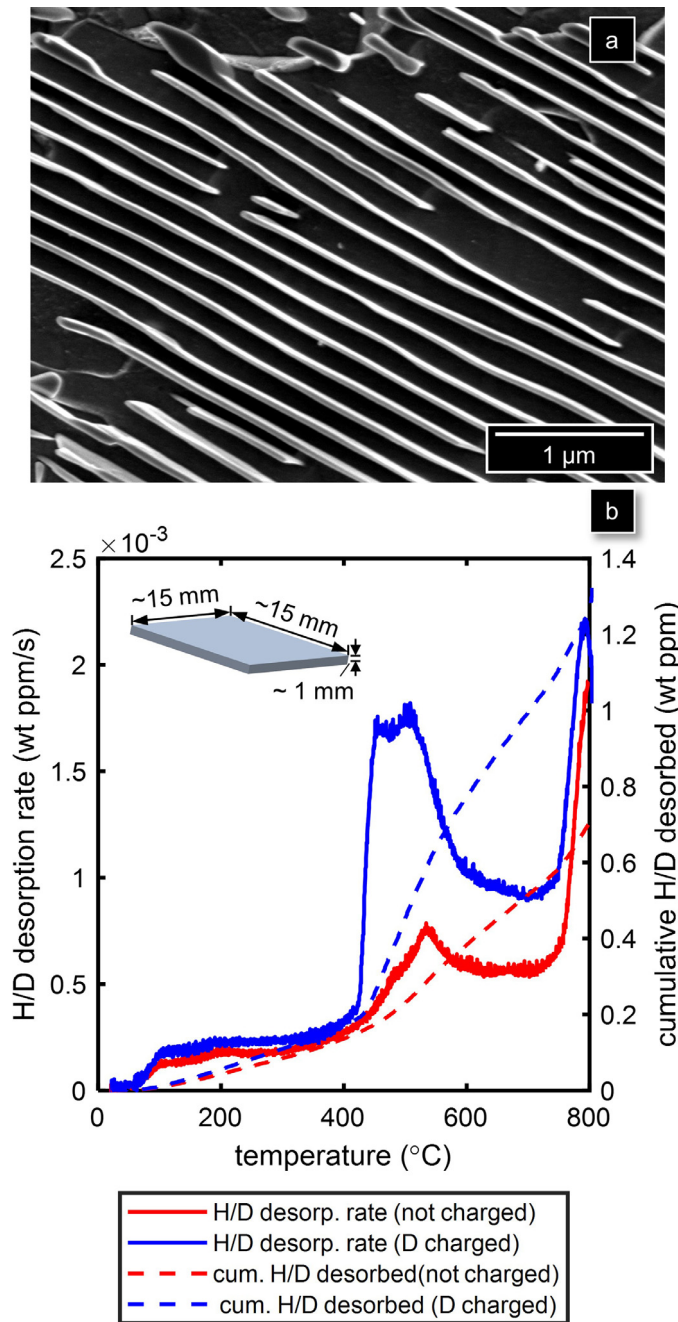 a
1 µm
b
×10⁻³
2.5
2
1.5
1
0.5
0
H/D desorption rate (wt ppm/s)
~15 mm
~15 mm
~ 1 mm
1.4
1.2
1
0.8
0.6
0.4
0.2
0
cumulative H/D desorbed (wt ppm)
0 200 400 600 800
temperature (°C)
H/D desorp. rate (not charged)
H/D desorp. rate (D charged)
cum. H/D desorbed(not charged)
cum. H/D desorbed (D charged)